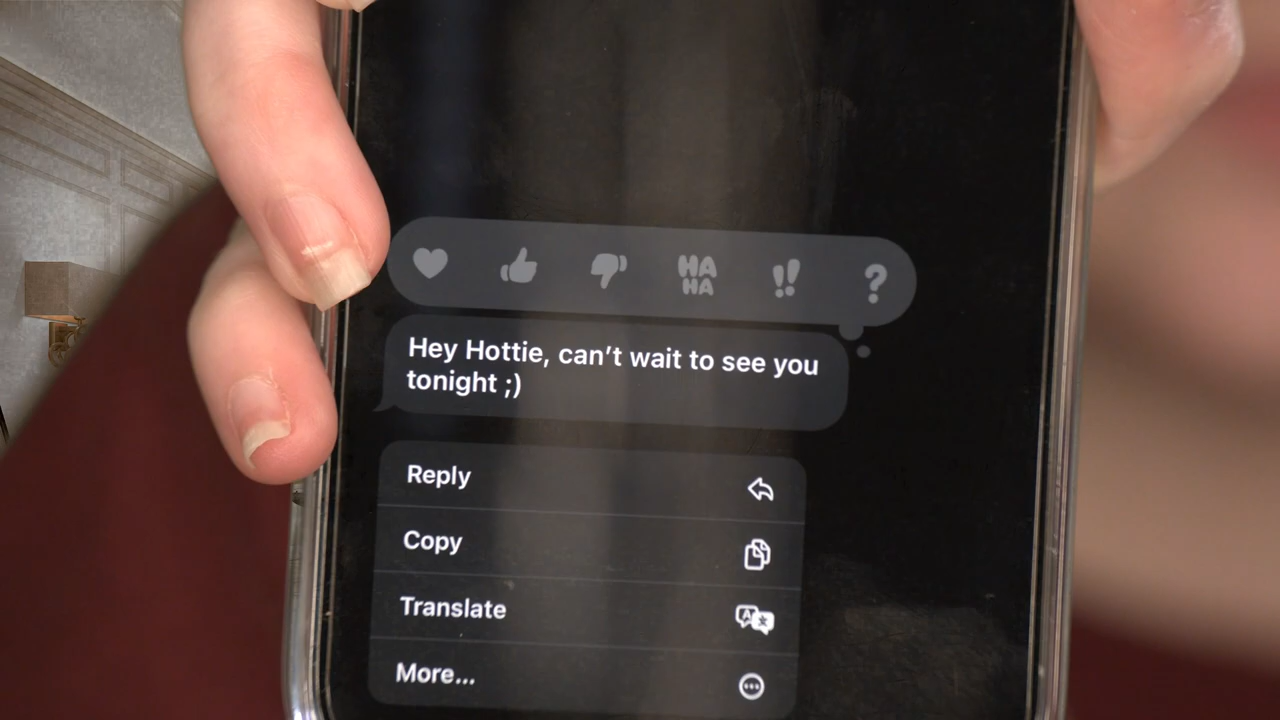 HA
HA
!!
?
Hey Hottie, can’t wait to see you
tonight ;)
Reply
Copy
Translate
A
More...